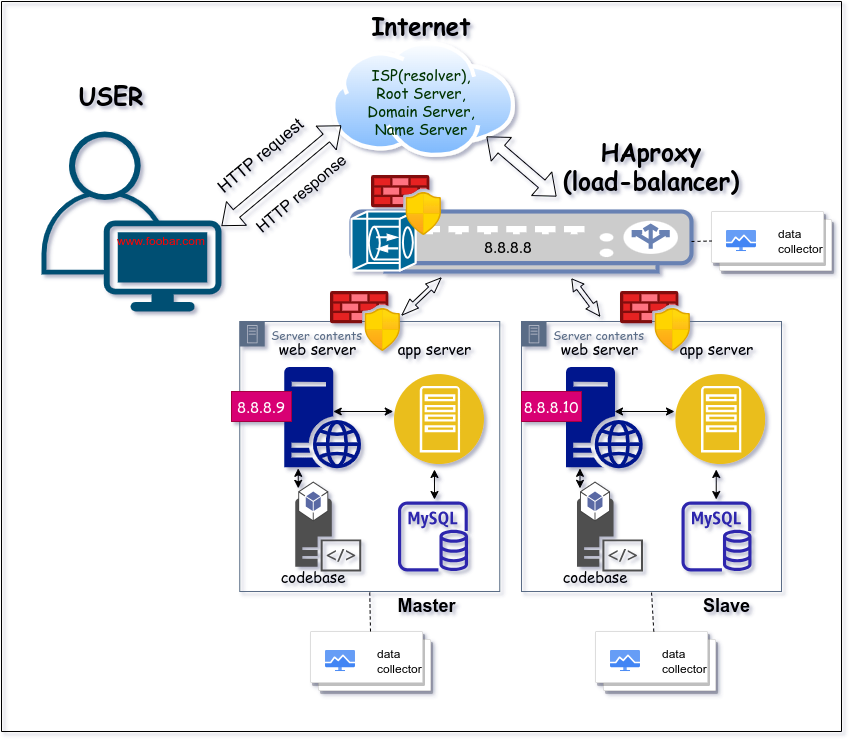 Internet
ISP(resolver),
Root Server,
Domain Server,
Name Server
USER
HTTP request
HTTP response
www.foobar.com
HAproxy
(load-balancer)
8.8.8.8
data
collector
Server contents
web server
app server
8.8.8.9
MySQL
</>
codebase
Master
data
collector
Server contents
web server
app server
8.8.8.10
MySQL
</>
codebase
Slave
data
collector